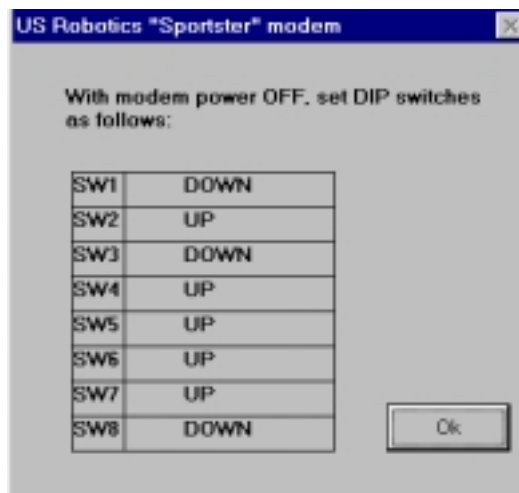 US Robotics "Sportster" modem
With modem power OFF, set DIP switches
as follows:
SW1 DOWN
SW2 UP
SW3 DOWN
SW4 UP
SW5 UP
SW6 UP
SW7 UP
SW8 DOWN
Ok